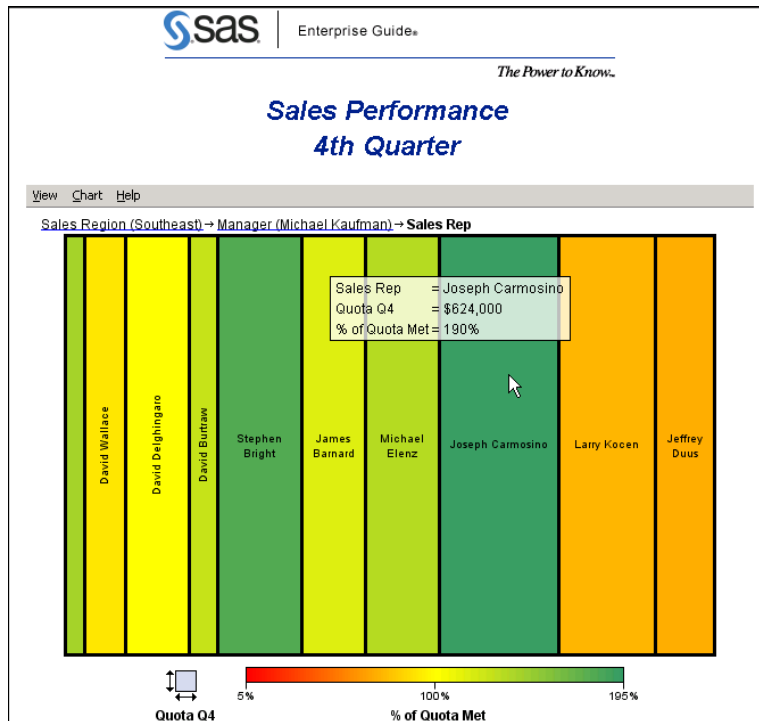 sas Enterprise Guide®
The Power to Know™
Sales Performance
4th Quarter
View Chart Help
Sales Region (Southeast) → Manager (Michael Kaufman) → Sales Rep
Sales Rep = Joseph Carmosino
Quota Q4 = $624,000
% of Quota Met = 190%
David Wallace
David Delghingaro
David Burtraw
Stephen
Bright
James
Barnard
Michael
Elenz
Joseph Carmosino
Larry Kocen
Jeffrey
Duus
5% 100% 195%
Quota Q4 % of Quota Met